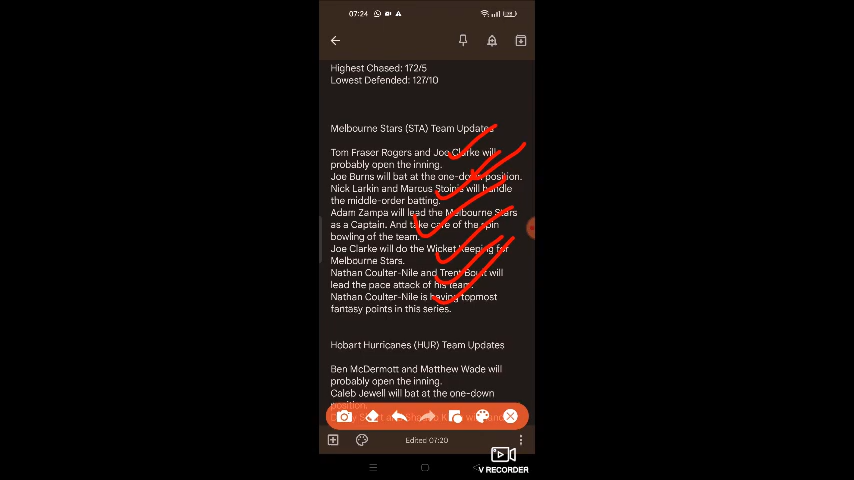 07:24
Highest Chased: 172/5
Lowest Defended: 127/10
Melbourne Stars (STA) Team Updates
Tom Fraser Rogers and Joe Clarke will
probably open the inning.
Joe Burns will bat at the one-down position.
Nick Larkin and Marcus Stoinis will handle
the middle-order batting.
Adam Zampa will lead the Melbourne Stars
as a Captain. And take care of the spin
bowling of the team.
Joe Clarke will do the Wicket Keeping for
Melbourne Stars.
Nathan Coulter-Nile and Trent Boult will
lead the pace attack of his team.
Nathan Coulter-Nile is having topmost
fantasy points in this series.
Hobart Hurricanes (HUR) Team Updates
Ben McDermott and Matthew Wade will
probably open the inning.
Caleb Jewell will bat at the one-down
position.
Edited 07:20
V RECORDER